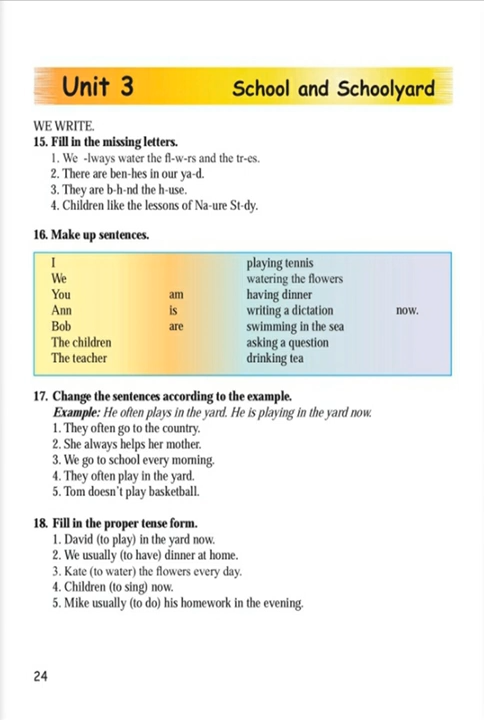 Unit 3 School and Schoolyard
WE WRITE.
15. Fill in the missing letters.
1. We -lways water the fl-w-rs and the tr-es.
2. There are ben-hes in our ya-d.
3. They are b-h-nd the h-use.
4. Children like the lessons of Na-ure St-dy.
16. Make up sentences.
I playing tennis
We watering the flowers
You am having dinner
Ann is writing a dictation now.
Bob are swimming in the sea
The children asking a question
The teacher drinking tea
17. Change the sentences according to the example.
Example: He often plays in the yard. He is playing in the yard now.
1. They often go to the country.
2. She always helps her mother.
3. We go to school every morning.
4. They often play in the yard.
5. Tom doesn't play basketball.
18. Fill in the proper tense form.
1. David (to play) in the yard now.
2. We usually (to have) dinner at home.
3. Kate (to water) the flowers every day.
4. Children (to sing) now.
5. Mike usually (to do) his homework in the evening.
24